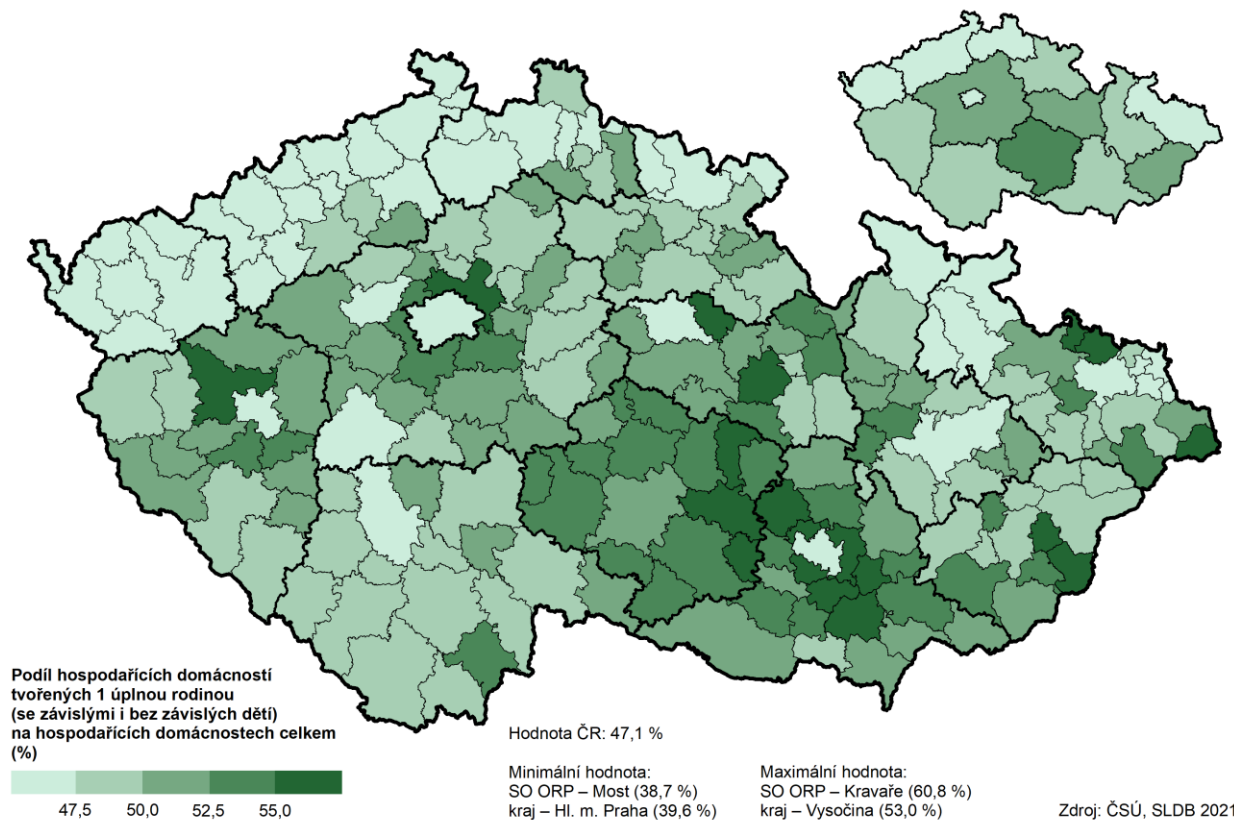 Podíl hospodařících domácností
tvořených 1 úplnou rodinou
(se závislými i bez závislých dětí)
na hospodařících domácnostech celkem
(%)
47,5 50,0 52,5 55,0
Hodnota ČR: 47,1 %
Minimální hodnota:
SO ORP – Most (38,7 %)
kraj – Hl. m. Praha (39,6 %)
Maximální hodnota:
SO ORP – Kravaře (60,8 %)
kraj – Vysočina (53,0 %)
Zdroj: ČSÚ, SLDB 2021